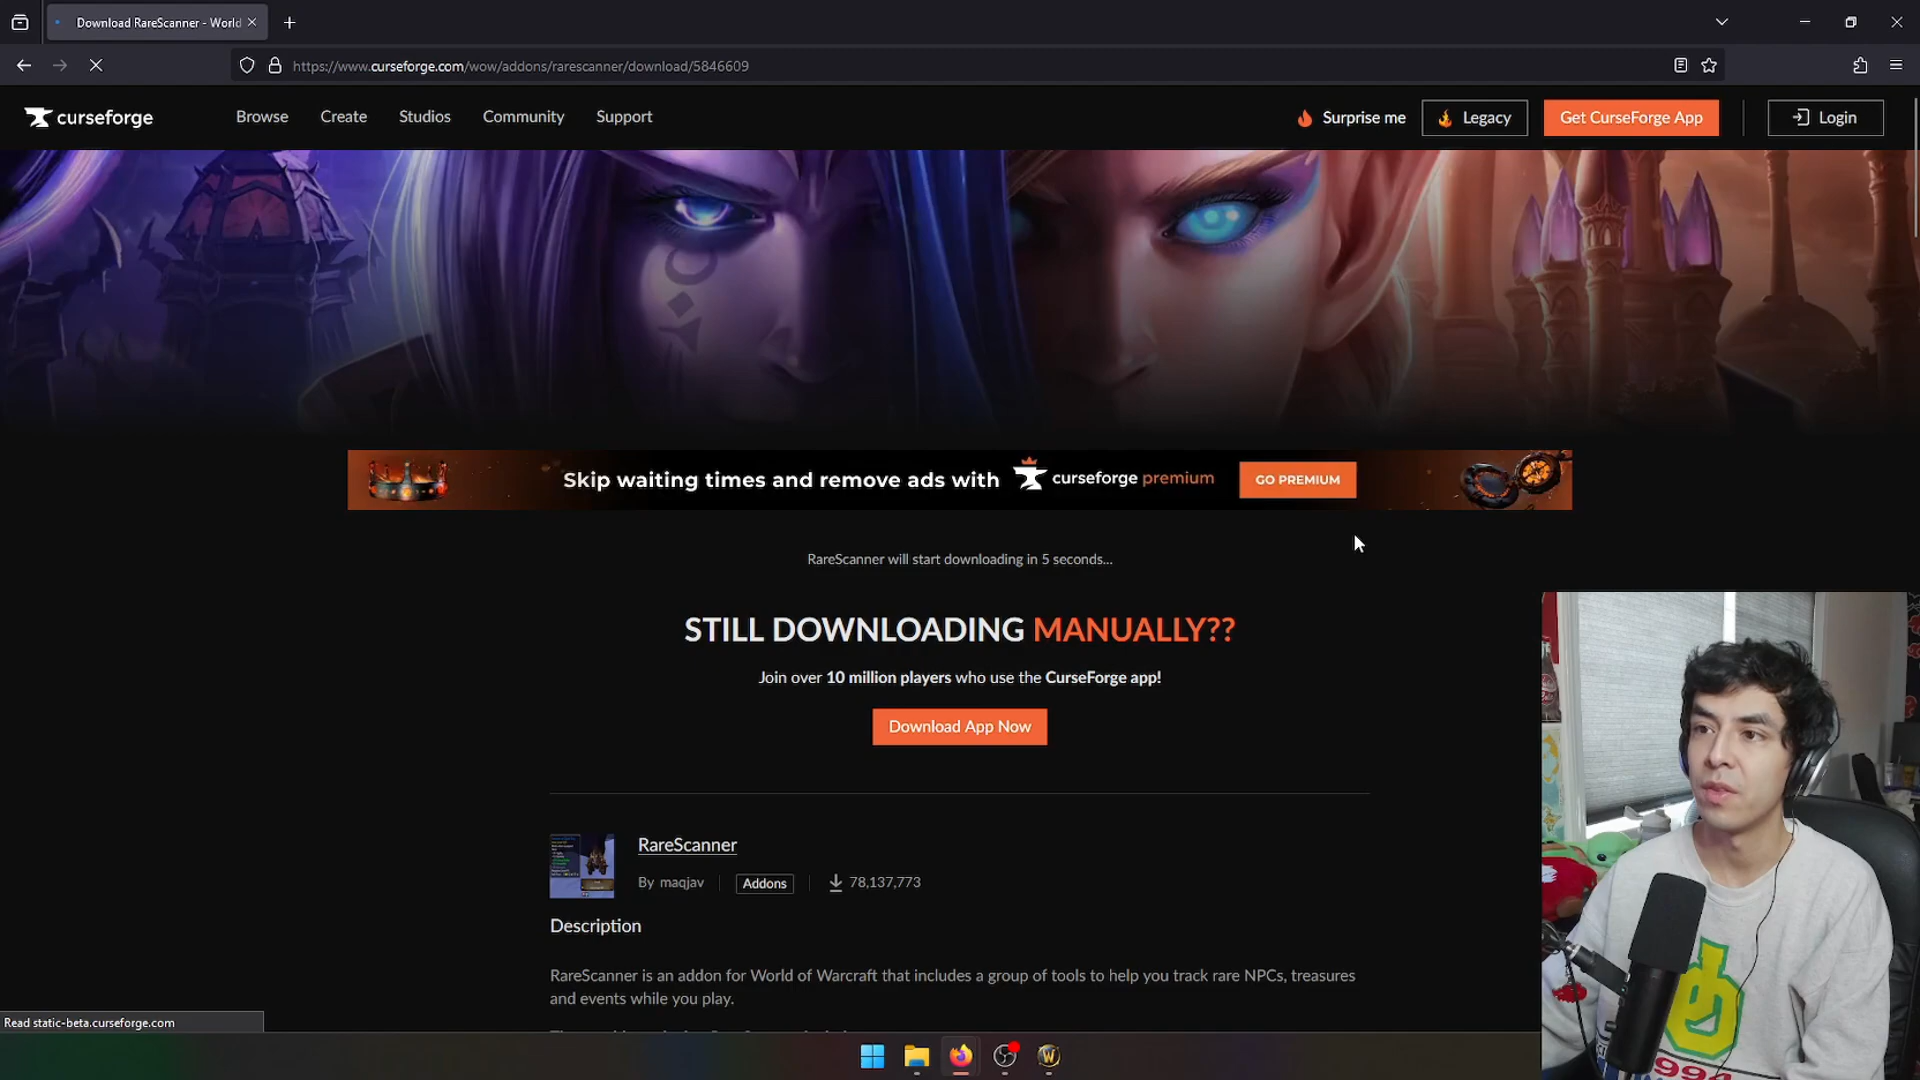 Download RareScanner - World
https://www.curseforge.com/wow/addons/rarescanner/download/5846609
curseforge
Browse
Create
Studios
Community
Support
Surprise me
Legacy
Get CurseForge App
Login
Skip waiting times and remove ads with curseforge premium
GO PREMIUM
RareScanner will start downloading in 5 seconds...
STILL DOWNLOADING MANUALLY??
Join over 10 million players who use the CurseForge app!
Download App Now
RareScanner
By maqjav
Addons
78,137,773
Description
RareScanner is an addon for World of Warcraft that includes a group of tools to help you track rare NPCs, treasures
and events while you play.
Read static-beta.curseforge.com